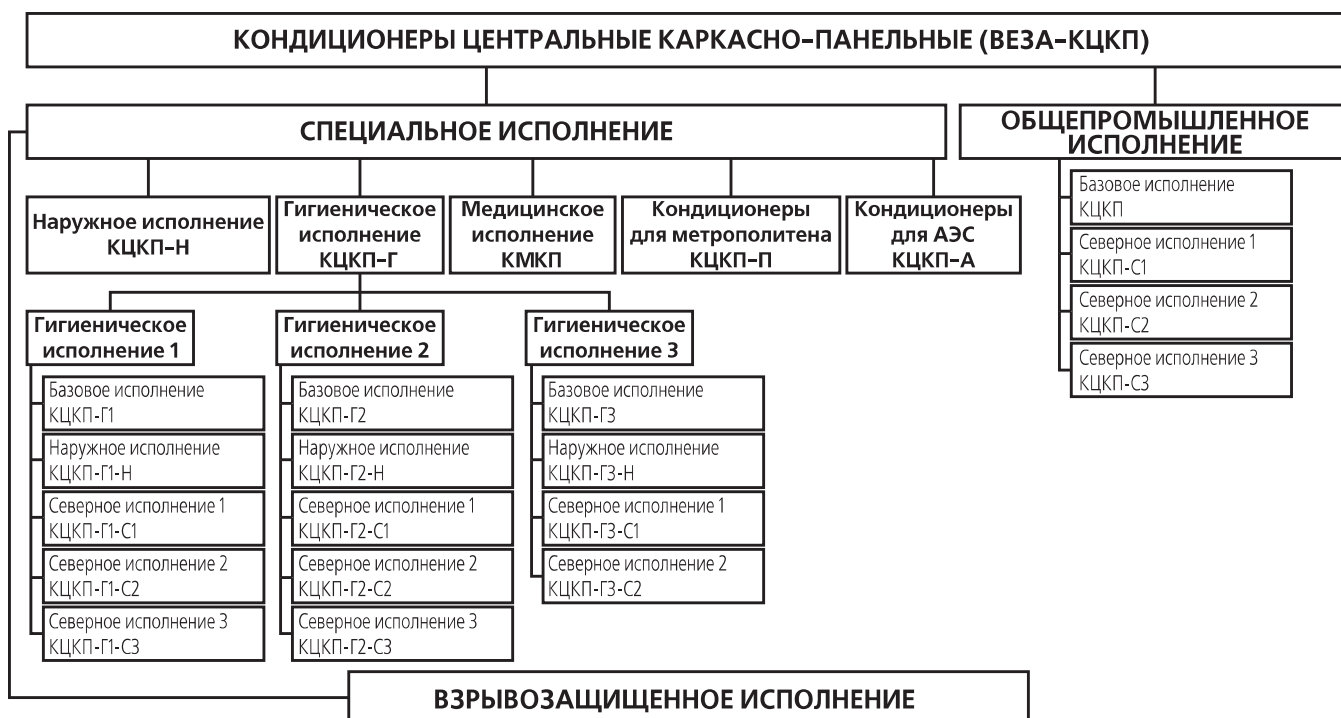 КОНДИЦИОНЕРЫ ЦЕНТРАЛЬНЫЕ КАРКАСНО-ПАНЕЛЬНЫЕ (ВЕЗА-КЦКП)
СПЕЦИАЛЬНОЕ ИСПОЛНЕНИЕ
ОБЩЕПРОМЫШЛЕННОЕ
ИСПОЛНЕНИЕ
Наружное исполнение
КЦКП-Н
Гигиеническое
исполнение
КЦКП-Г
Медицинское
исполнение
КМКП
Кондиционеры
для метрополитена
КЦКП-П
Кондиционеры
для АЭС
КЦКП-А
Базовое исполнение
КЦКП
Северное исполнение 1
КЦКП-С1
Северное исполнение 2
КЦКП-С2
Северное исполнение 3
КЦКП-С3
Гигиеническое
исполнение 1
Базовое исполнение
КЦКП-Г1
Наружное исполнение
КЦКП-Г1-Н
Северное исполнение 1
КЦКП-Г1-С1
Северное исполнение 2
КЦКП-Г1-С2
Северное исполнение 3
КЦКП-Г1-С3
Гигиеническое
исполнение 2
Базовое исполнение
КЦКП-Г2
Наружное исполнение
КЦКП-Г2-Н
Северное исполнение 1
КЦКП-Г2-С1
Северное исполнение 2
КЦКП-Г2-С2
Северное исполнение 3
КЦКП-Г2-С3
Гигиеническое
исполнение 3
Базовое исполнение
КЦКП-Г3
Наружное исполнение
КЦКП-Г3-Н
Северное исполнение 1
КЦКП-Г3-С1
Северное исполнение 2
КЦКП-Г3-С2
ВЗРЫВОЗАЩИЩЕННОЕ ИСПОЛНЕНИЕ